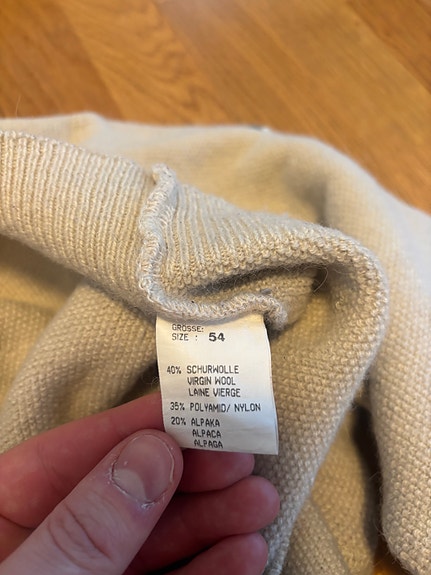 GRÖSSE:
SIZE : 54
40% SCHURWOLLE
VIRGIN WOOL
LAINE VIERGE
35% POLYAMID/ NYLON
20% ALPAKA
ALPACA
ALPAGA